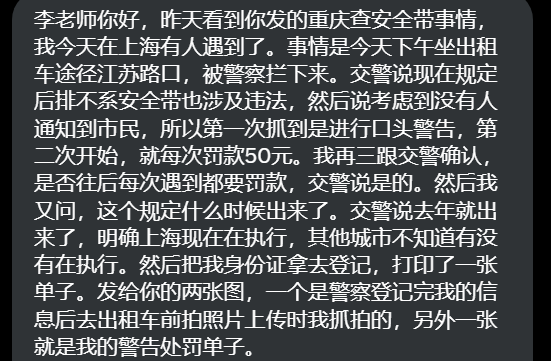 李老师你好，昨天看到你发的重庆查安全带事情，
我今天在上海有人遇到了。事情是今天下午坐出租
车途径江苏路口，被警察拦下来。交警说现在规定
后排不系安全带也涉及违法，然后说考虑到没有人
通知到市民，所以第一次抓到是进行口头警告，第
二次开始，就每次罚款50元。我再三跟交警确认，
是否往后每次遇到都要罚款，交警说是的。然后我
又问，这个规定什么时候出来了。交警说去年就出
来了，明确上海现在在执行，其他城市不知道有没
有在执行。然后把我身份证拿去登记，打印了一张
单子。发给你的两张图，一个是警察登记完我的信
息后去出租车前拍照片上传时我抓拍的，另外一张
就是我的警告处罚单子。